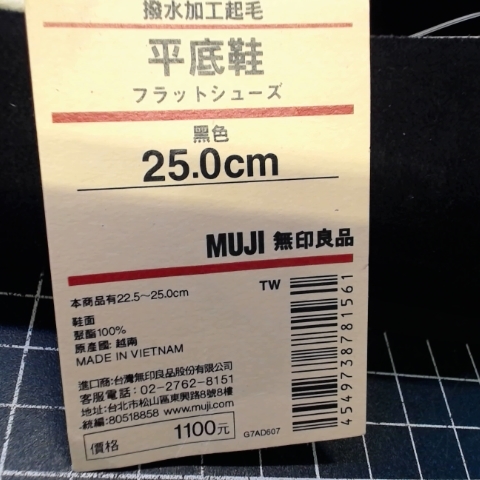 撥水加工起毛
平底鞋
フラットシューズ
黑色
25.0cm
MUJI 無印良品
TW
本商品有22.5～25.0cm
鞋面
聚酯100%
原產國: 越南
MADE IN VIETNAM
進口商: 台灣無印良品股份有限公司
客服電話: 02-2762-8151
地址: 台北市松山區東興路8號8樓
統編: 80518858 www.muji.com
價格 1100元
G7AD607
4549738781561